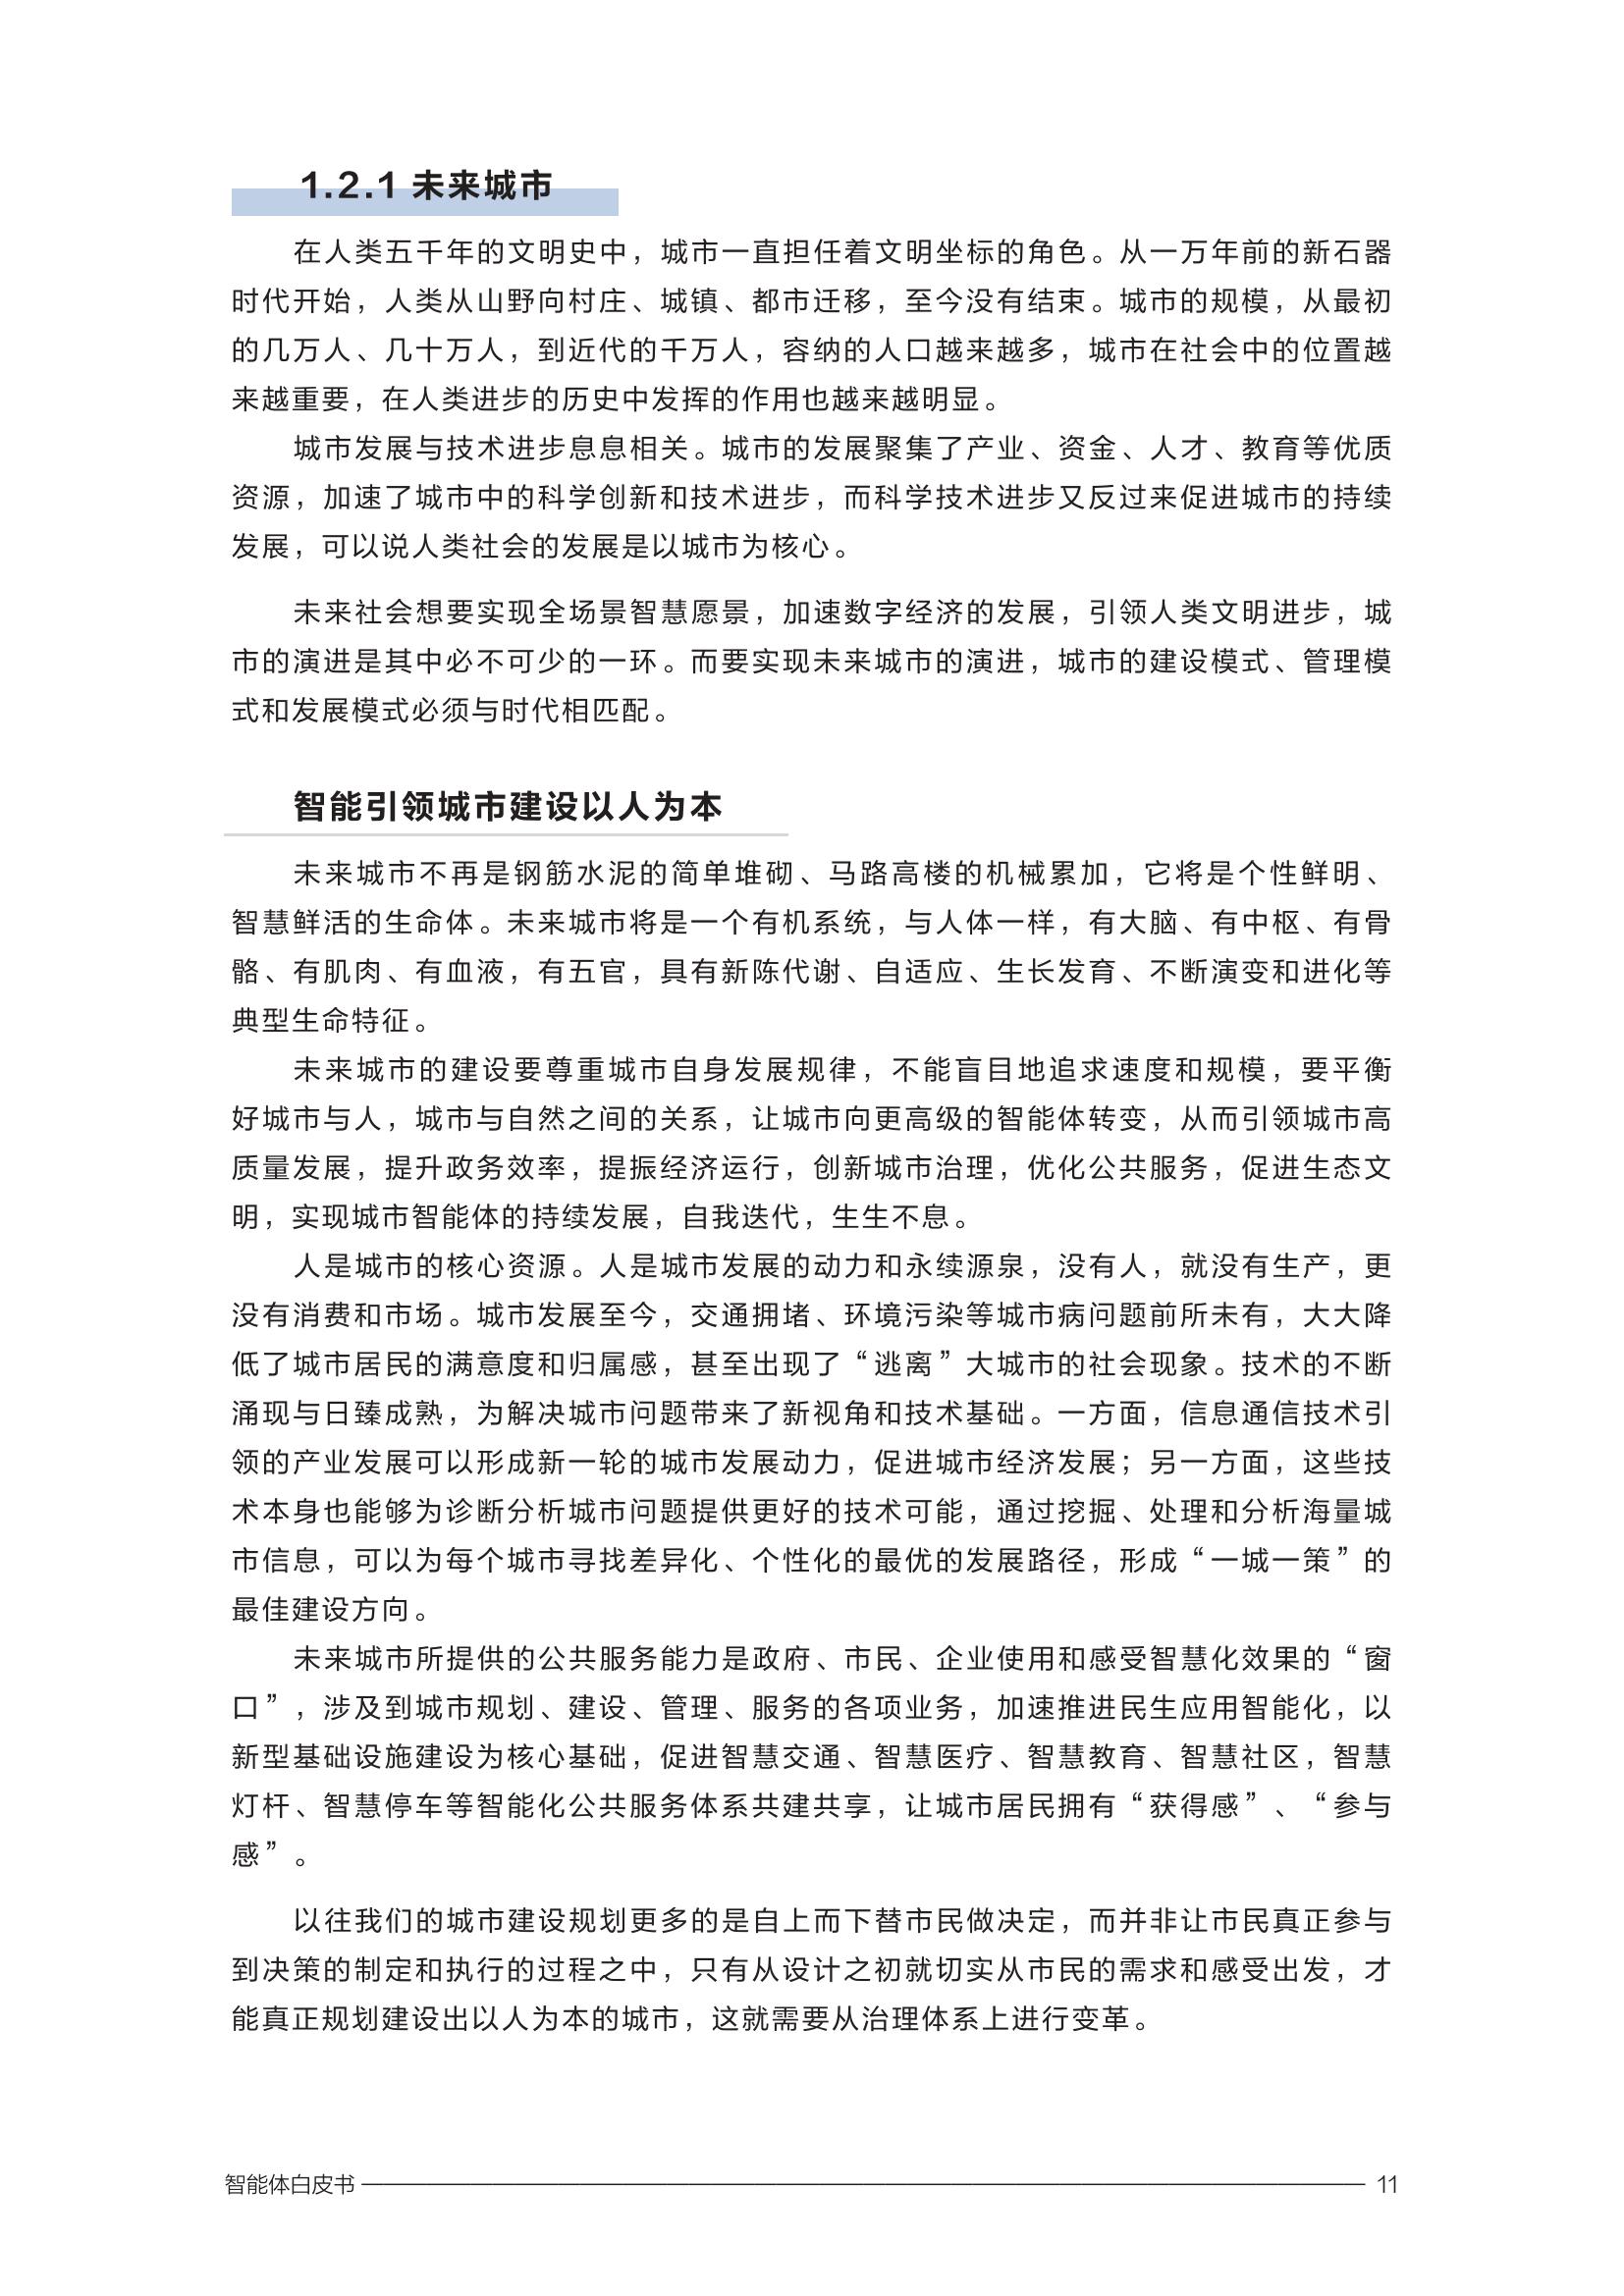 1.2.1 未来城市
在人类五千年的文明史中，城市一直担任着文明坐标的角色。从一万年前的新石器
时代开始，人类从山野向村庄、城镇、都市迁移，至今没有结束。城市的规模，从最初
的几万人、几十万人，到近代的千万人，容纳的人口越来越多，城市在社会中的位置越
来越重要，在人类进步的历史中发挥的作用也越来越明显。
城市发展与技术进步息息相关。城市的发展聚集了产业、资金、人才、教育等优质
资源，加速了城市中的科学创新和技术进步，而科学技术进步又反过来促进城市的持续
发展，可以说人类社会的发展是以城市为核心。
未来社会想要实现全场景智慧愿景，加速数字经济的发展，引领人类文明进步，城
市的演进是其中必不可少的一环。而要实现未来城市的演进，城市的建设模式、管理模
式和发展模式必须与时代相匹配。
智能引领城市建设以人为本
未来城市不再是钢筋水泥的简单堆砌、马路高楼的机械累加，它将是个性鲜明、
智慧鲜活的生命体。未来城市将是一个有机系统，与人体一样，有大脑、有中枢、有骨
骼、有肌肉、有血液，有五官，具有新陈代谢、自适应、生长发育、不断演变和进化等
典型生命特征。
未来城市的建设要尊重城市自身发展规律，不能盲目地追求速度和规模，要平衡
好城市与人，城市与自然之间的关系，让城市向更高级的智能体转变，从而引领城市高
质量发展，提升政务效率，提振经济运行，创新城市治理，优化公共服务，促进生态文
明，实现城市智能体的持续发展，自我迭代，生生不息。
人是城市的核心资源。人是城市发展的动力和永续源泉，没有人，就没有生产，更
没有消费和市场。城市发展至今，交通拥堵、环境污染等城市病问题前所未有，大大降
低了城市居民的满意度和归属感，甚至出现了“逃离”大城市的社会现象。技术的不断
涌现与日臻成熟，为解决城市问题带来了新视角和技术基础。一方面，信息通信技术引
领的产业发展可以形成新一轮的城市发展动力，促进城市经济发展；另一方面，这些技
术本身也能够为诊断分析城市问题提供更好的技术可能，通过挖掘、处理和分析海量城
市信息，可以为每个城市寻找差异化、个性化的最优的发展路径，形成“一城一策”的
最佳建设方向。
未来城市所提供的公共服务能力是政府、市民、企业使用和感受智慧化效果的“窗
口”，涉及到城市规划、建设、管理、服务的各项业务，加速推进民生应用智能化，以
新型基础设施建设为核心基础，促进智慧交通、智慧医疗、智慧教育、智慧社区，智慧
灯杆、智慧停车等智能化公共服务体系共建共享，让城市居民拥有“获得感”、“参与
感”。
以往我们的城市建设规划更多的是自上而下替市民做决定，而并非让市民真正参与
到决策的制定和执行的过程之中，只有从设计之初就切实从市民的需求和感受出发，才
能真正规划建设出以人为本的城市，这就需要从治理体系上进行变革。
智能体白皮书 11